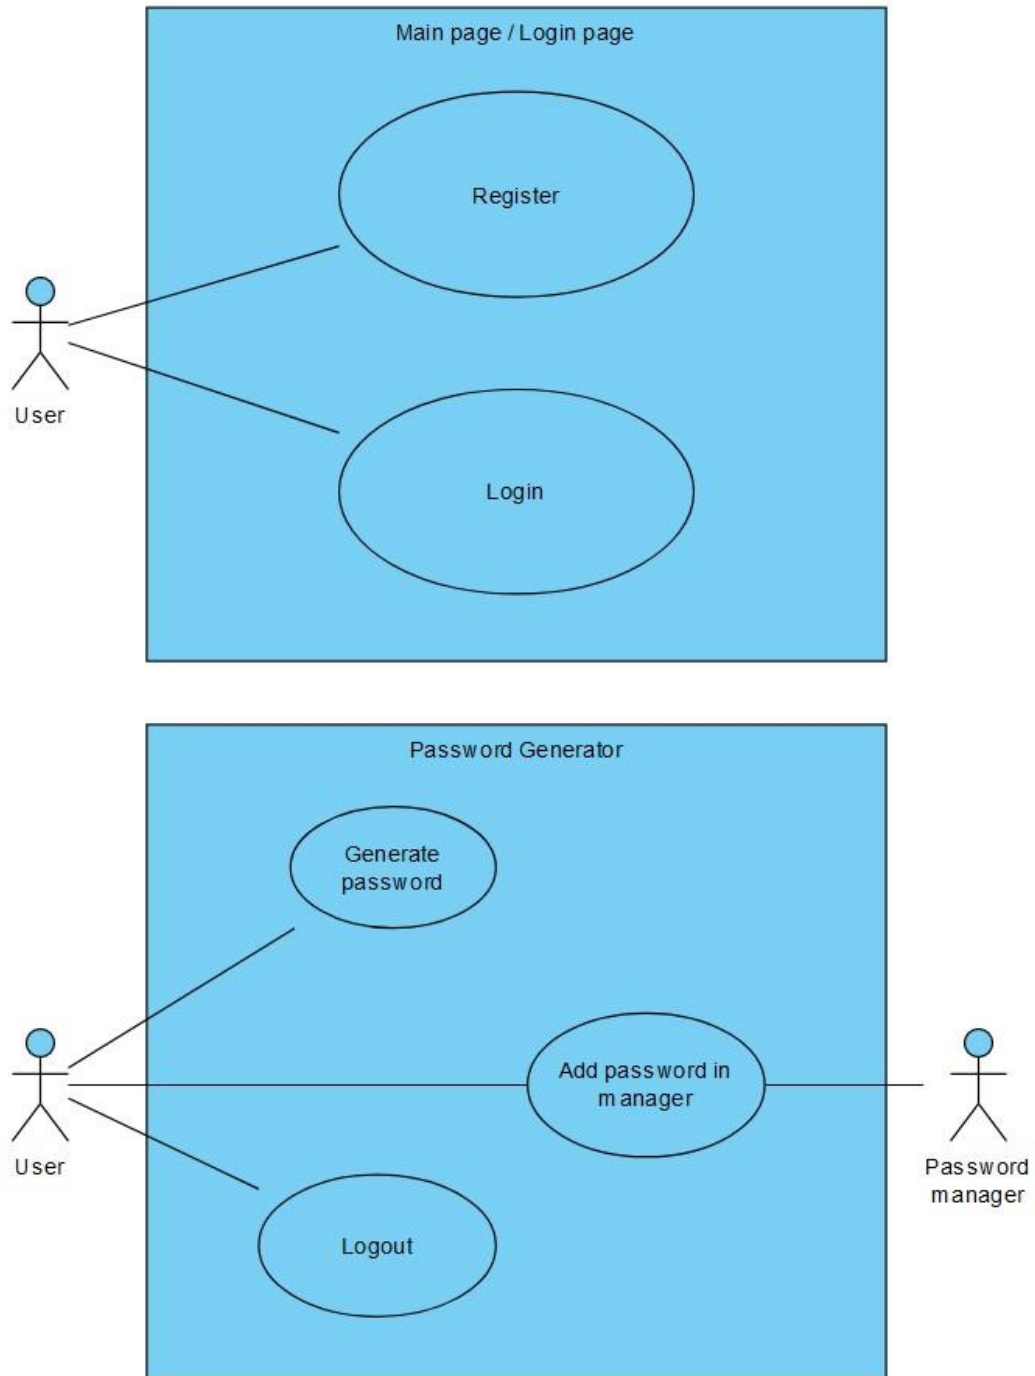 Main page / Login page
Register
User
Login
Password Generator
Generate
password
Add password in
manager
User
Password
manager
Logout